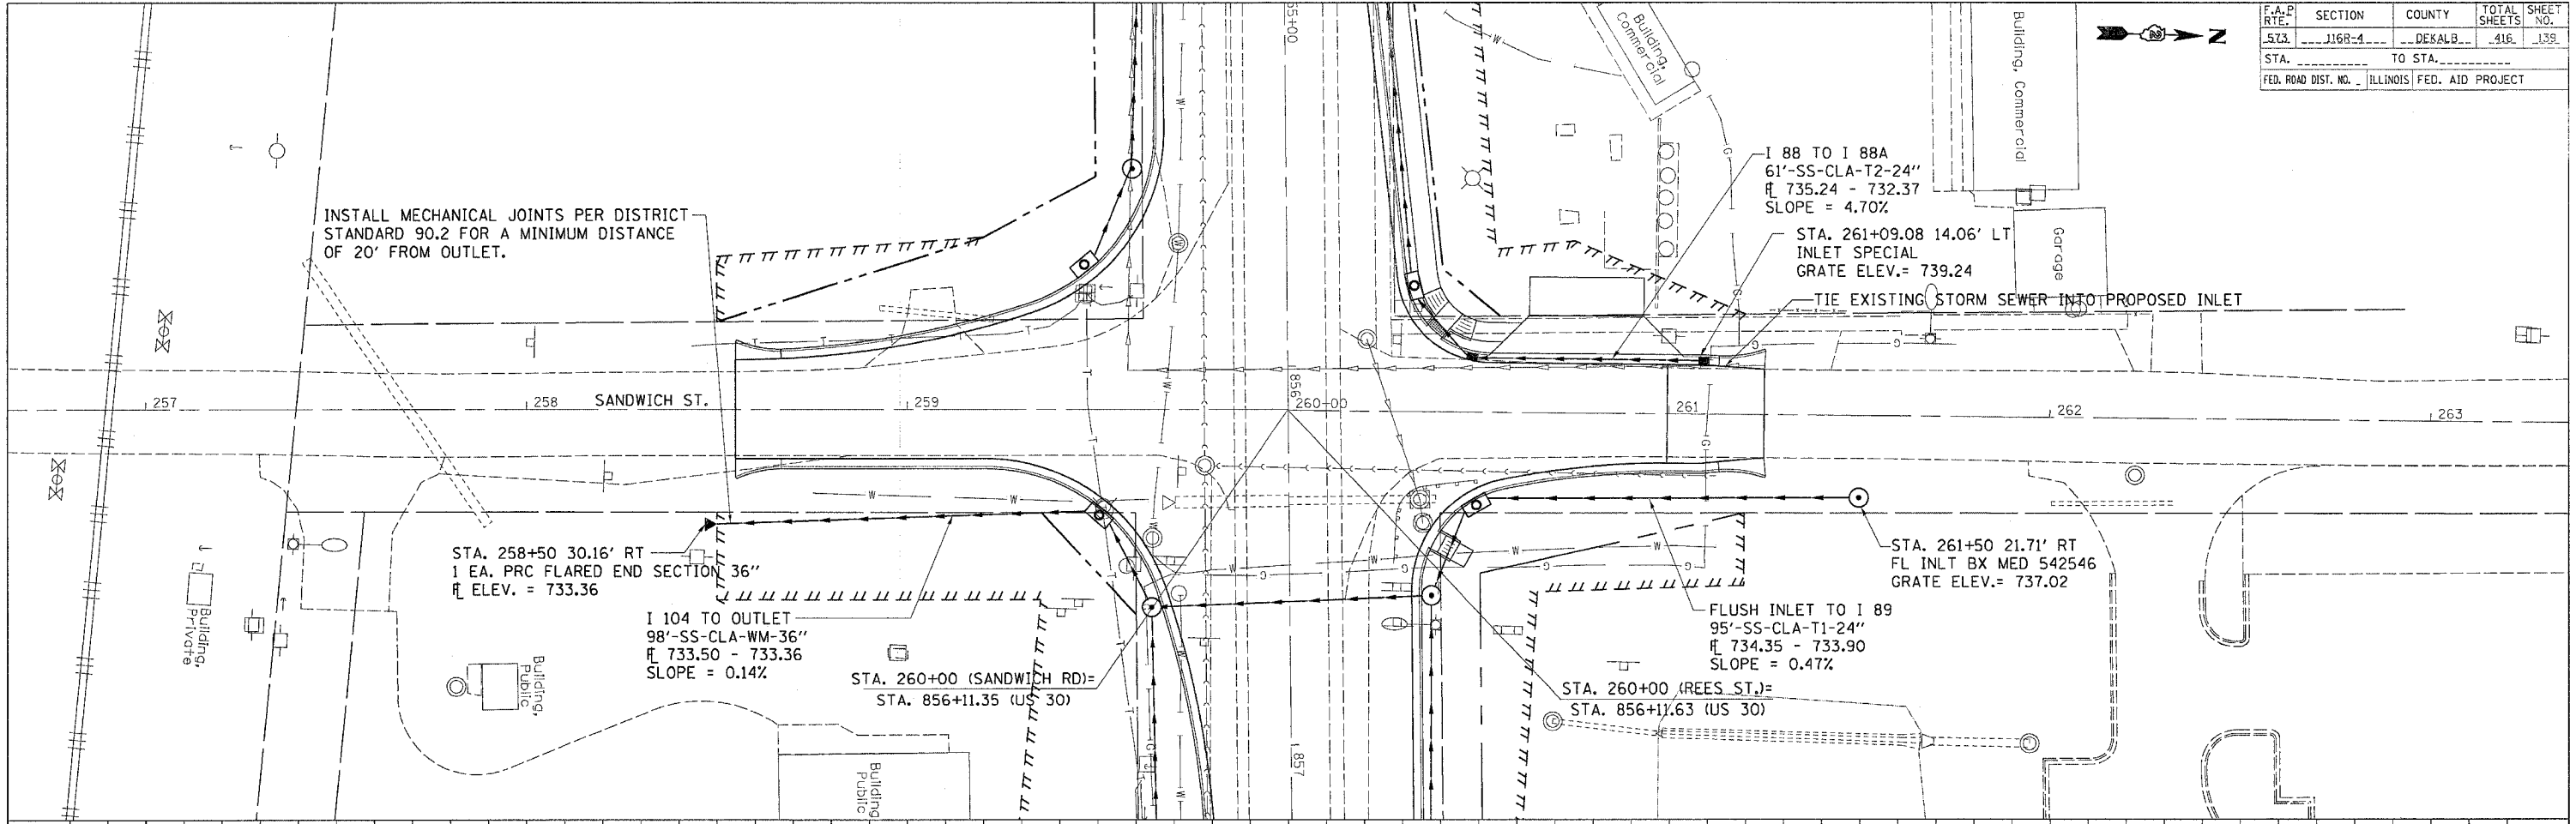 F.A.P. RTE. SECTION COUNTY TOTAL SHEETS SHEET NO.
573 116R-4 DEKALB 416 139
STA. TO STA.
FED. ROAD DIST. NO. ILLINOIS FED. AID PROJECT
N
55+00
Building, Commercial
Building, Commercial
Garage
INSTALL MECHANICAL JOINTS PER DISTRICT
STANDARD 90.2 FOR A MINIMUM DISTANCE
OF 20' FROM OUTLET.
I 88 TO I 88A
61'-SS-CLA-T2-24"
FL 735.24 - 732.37
SLOPE = 4.70%
STA. 261+09.08 14.06' LT
INLET SPECIAL
GRATE ELEV.= 739.24
TIE EXISTING STORM SEWER INTO PROPOSED INLET
257
258
SANDWICH ST.
259
856
260+00
261
262
263
STA. 258+50 30.16' RT
1 EA. PRC FLARED END SECTION 36"
FL ELEV. = 733.36
I 104 TO OUTLET
98'-SS-CLA-WM-36"
FL 733.50 - 733.36
SLOPE = 0.14%
STA. 260+00 (SANDWICH RD)=
STA. 856+11.35 (US 30)
STA. 261+50 21.71' RT
FL INLT BX MED 542546
GRATE ELEV.= 737.02
FLUSH INLET TO I 89
95'-SS-CLA-T1-24"
FL 734.35 - 733.90
SLOPE = 0.47%
STA. 260+00 (REES ST.)=
STA. 856+11.63 (US 30)
Building, Private
Building, Public
Building Public
857